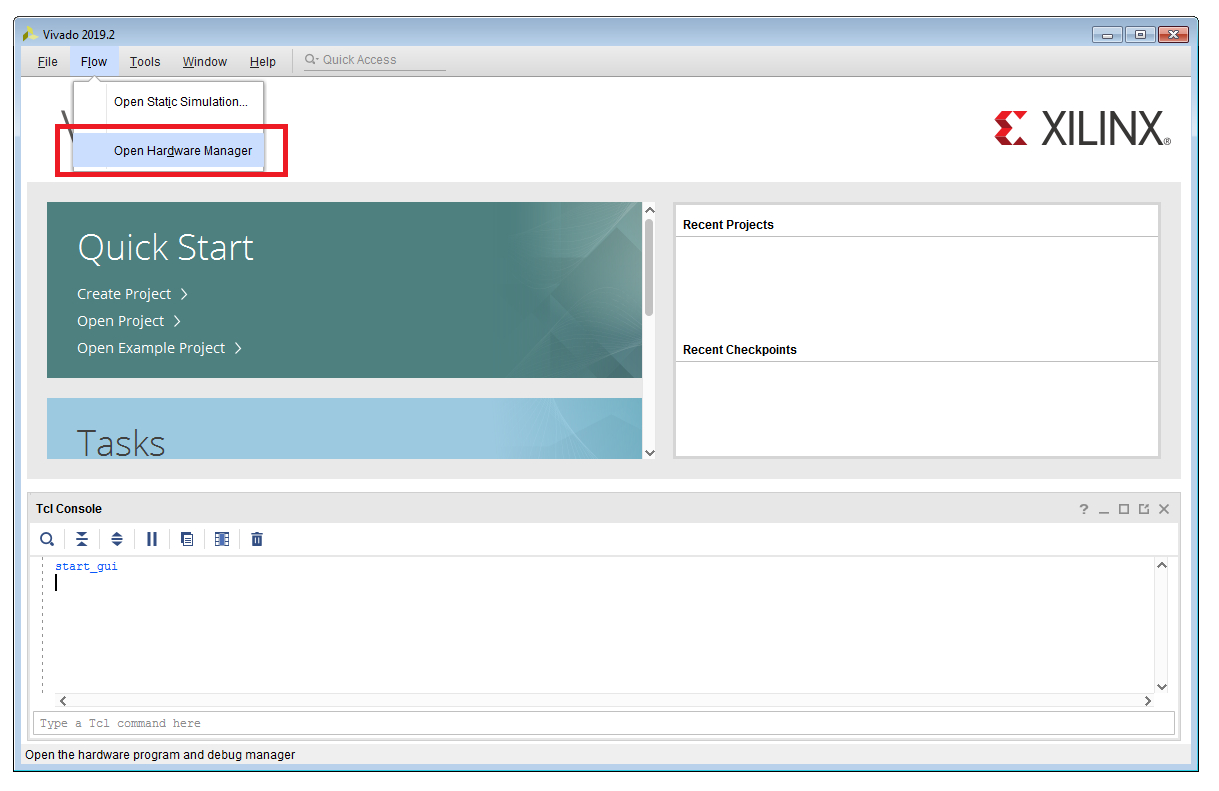 Vivado 2019.2
File Flow Tools Window Help Quick Access
Open Static Simulation...
Open Hardware Manager
XILINX®
Quick Start
Create Project
Open Project
Open Example Project
Tasks
Recent Projects
Recent Checkpoints
Tcl Console
start_gui
Type a Tcl command here
Open the hardware program and debug manager